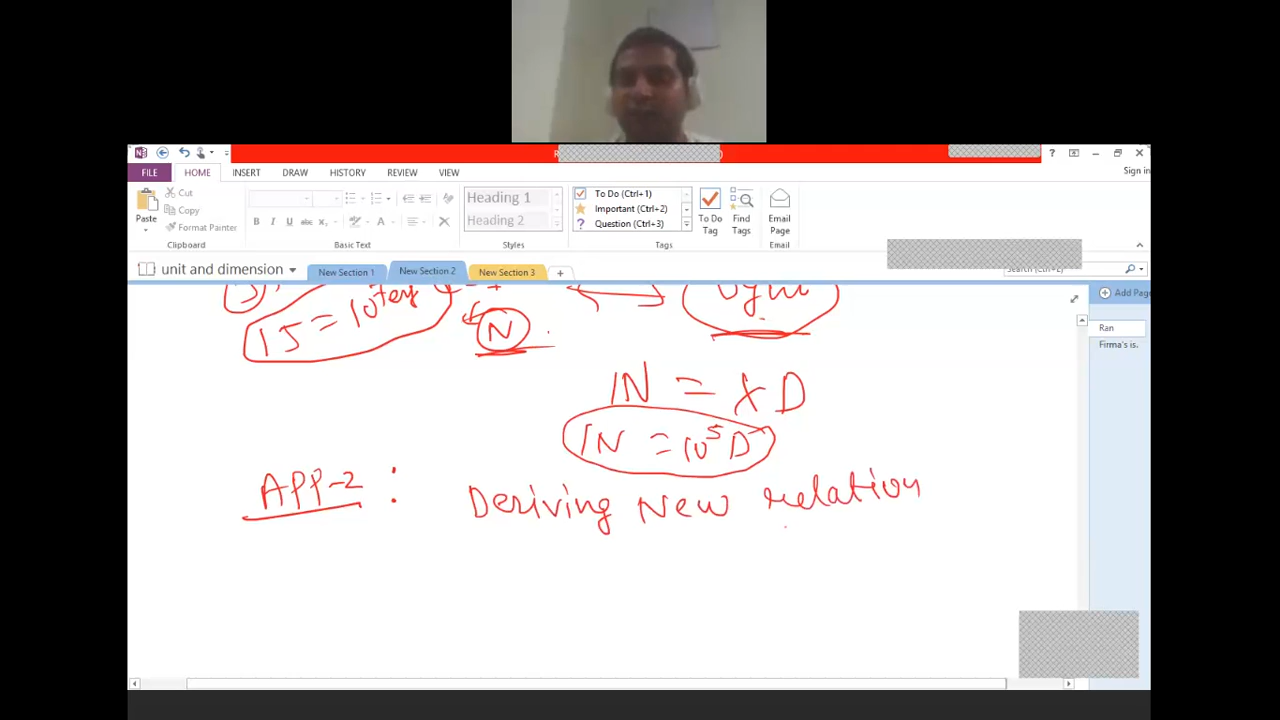 FILE HOME INSERT DRAW HISTORY REVIEW VIEW Sign in
Paste Cut Copy Format Painter
Heading 1
Heading 2
To Do (Ctrl+1)
Important (Ctrl+2)
Question (Ctrl+3)
To Do Tag
Find Tags
Email Page
Clipboard Basic Text Styles Tags Email
unit and dimension New Section 1 New Section 2 New Section 3
Add Page
Ran
Firma's is.
1J = 10
N
1N = x D
1N = 10⁵ D
APP-2 : Deriving New relation